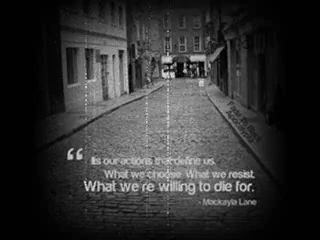 “ Its our actions that define us.
What we choose. What we resist.
What we're willing to die for.
- Mackayla Lane